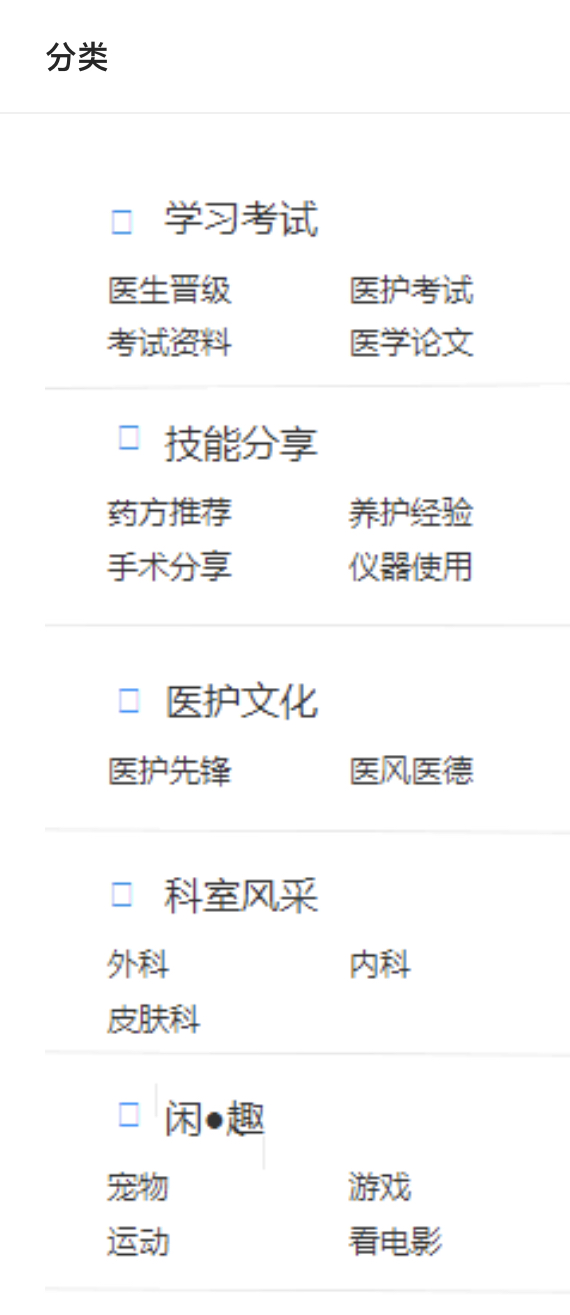 分类
学习考试
医生晋级 医护考试
考试资料 医学论文
技能分享
药方推荐 养护经验
手术分享 仪器使用
医护文化
医护先锋 医风医德
科室风采
外科 内科
皮肤科
闲●趣
宠物 游戏
运动 看电影